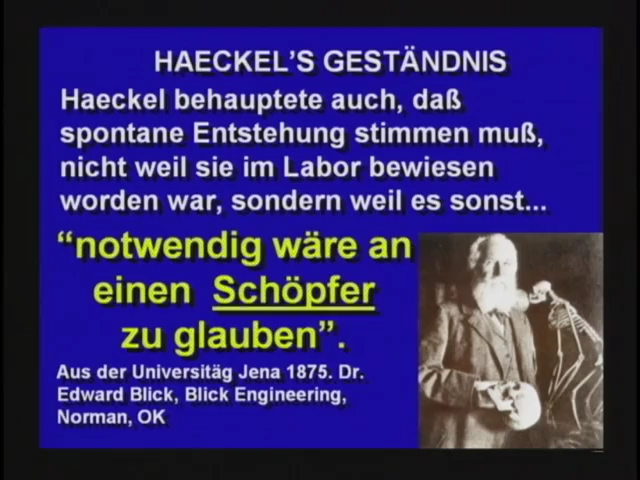 HAECKEL'S GESTÄNDNIS
Haeckel behauptete auch, daß
spontane Entstehung stimmen muß,
nicht weil sie im Labor bewiesen
worden war, sondern weil es sonst...
“notwendig wäre an
einen Schöpfer
zu glauben”.
Aus der Universitäg Jena 1875. Dr.
Edward Blick, Blick Engineering,
Norman, OK